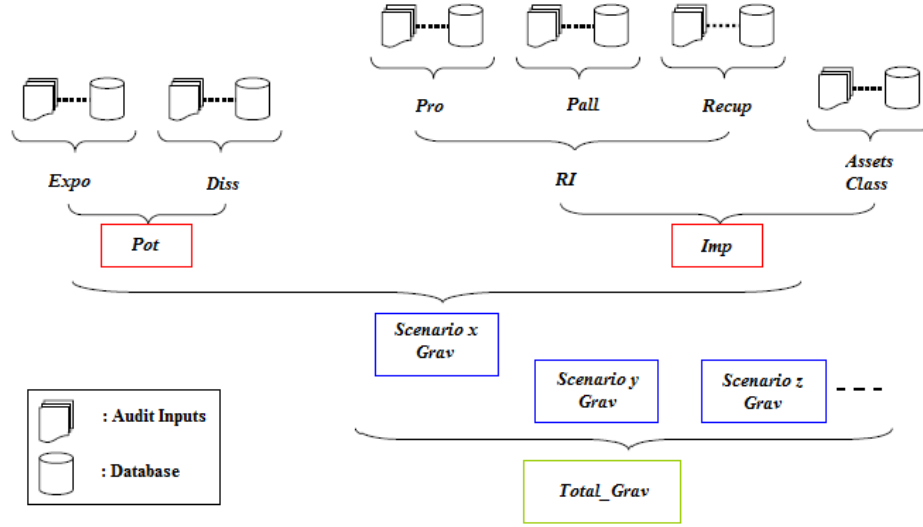 Pro
Pall
Recup
Expo
Diss
RI
Assets
Class
Pot
Imp
Scenario x
Grav
Scenario y
Grav
Scenario z
Grav
: Audit Inputs
: Database
Total_Grav